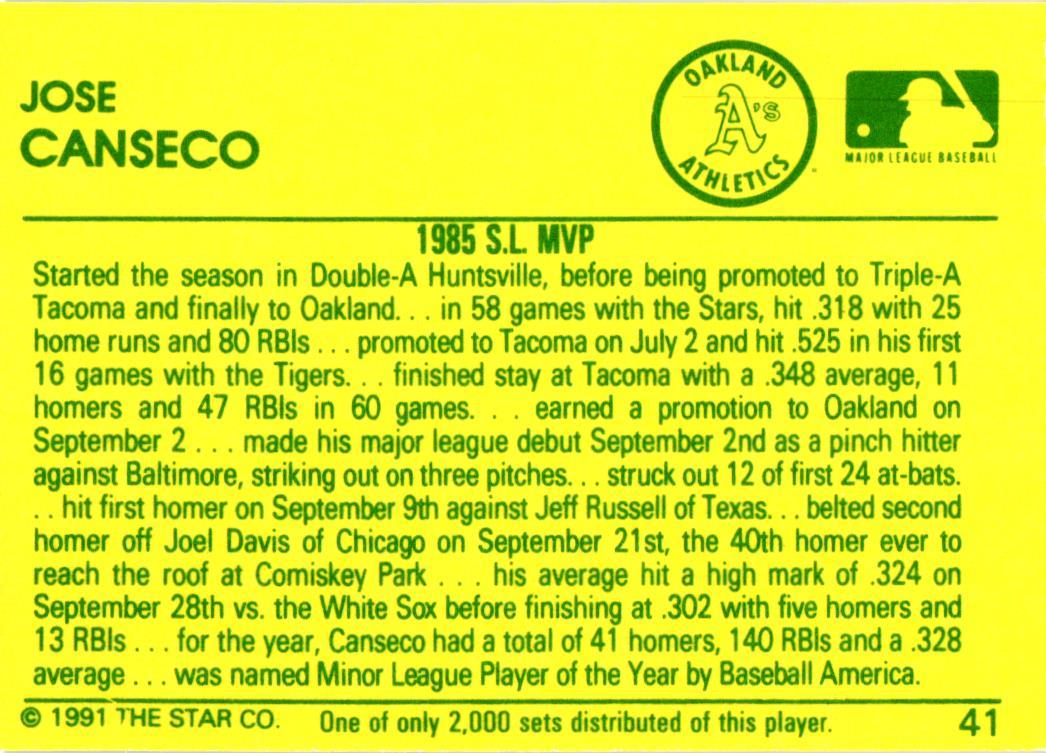 JOSE
CANSECO
OAKLAND
A's
ATHLETICS
MAJOR LEAGUE BASEBALL
1985 S.L. MVP
Started the season in Double-A Huntsville, before being promoted to Triple-A
Tacoma and finally to Oakland. . . in 58 games with the Stars, hit .318 with 25
home runs and 80 RBIs . . . promoted to Tacoma on July 2 and hit .525 in his first
16 games with the Tigers. . . finished stay at Tacoma with a .348 average, 11
homers and 47 RBIs in 60 games. . . earned a promotion to Oakland on
September 2 . . . made his major league debut September 2nd as a pinch hitter
against Baltimore, striking out on three pitches. . . struck out 12 of first 24 at-bats.
. . hit first homer on September 9th against Jeff Russell of Texas. . . belted second
homer off Joel Davis of Chicago on September 21st, the 40th homer ever to
reach the roof at Comiskey Park . . . his average hit a high mark of .324 on
September 28th vs. the White Sox before finishing at .302 with five homers and
13 RBIs . . . for the year, Canseco had a total of 41 homers, 140 RBIs and a .328
average . . . was named Minor League Player of the Year by Baseball America.
© 1991 THE STAR CO. One of only 2,000 sets distributed of this player. 41